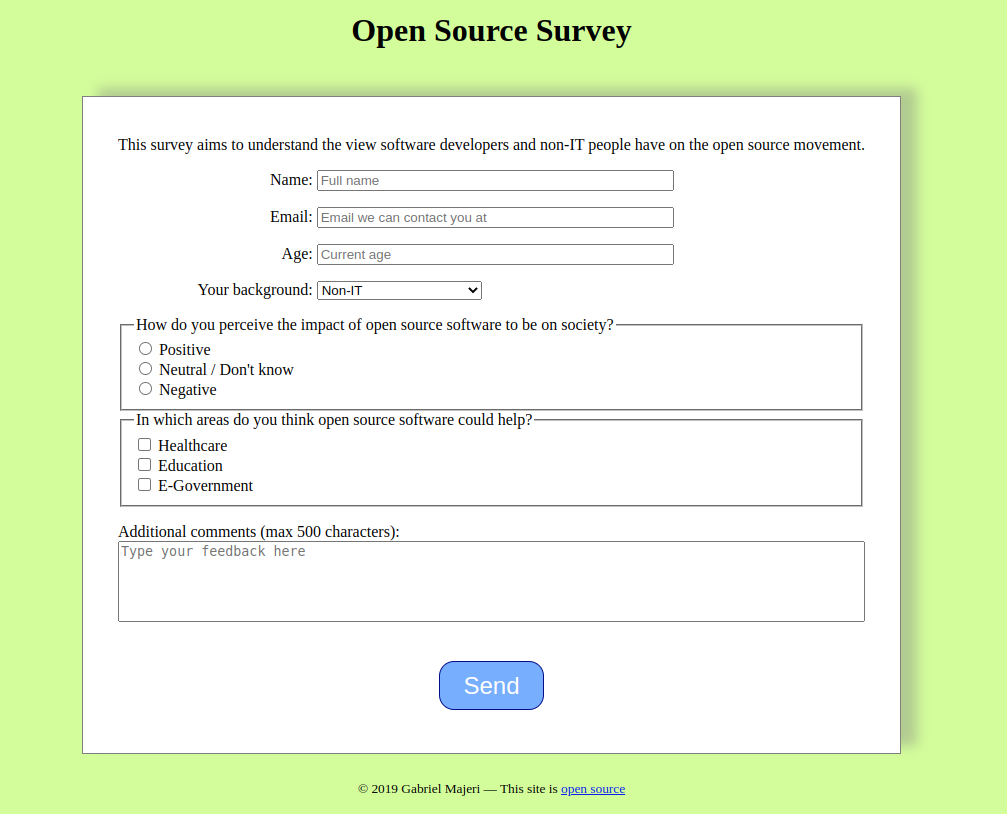 Open Source Survey
This survey aims to understand the view software developers and non-IT people have on the open source movement.
Name: Full name
Email: Email we can contact you at
Age: Current age
Your background: Non-IT
How do you perceive the impact of open source software to be on society?
Positive
Neutral / Don't know
Negative
In which areas do you think open source software could help?
Healthcare
Education
E-Government
Additional comments (max 500 characters):
Type your feedback here
Send
© 2019 Gabriel Majeri — This site is open source